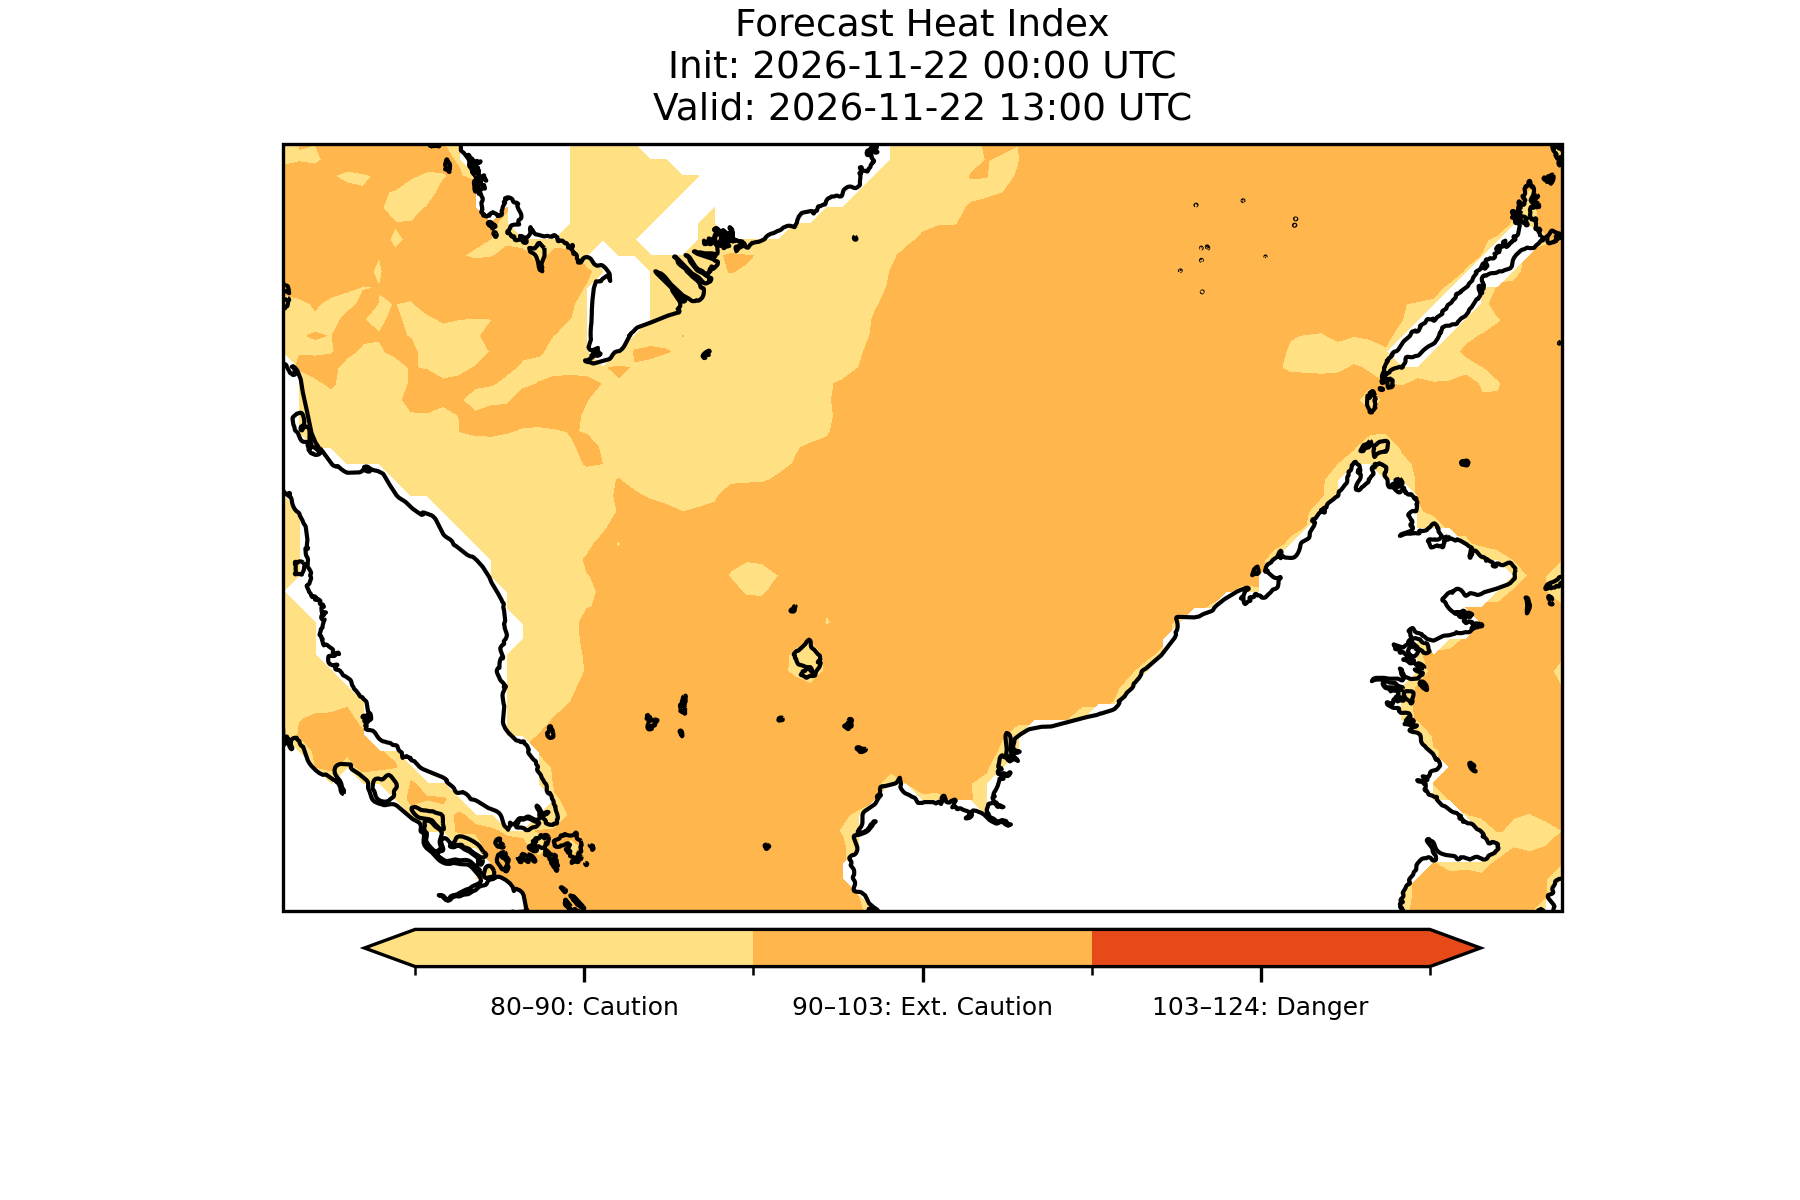 Forecast Heat Index
Init: 2026-11-22 00:00 UTC
Valid: 2026-11-22 13:00 UTC
80–90: Caution
90–103: Ext. Caution
103–124: Danger